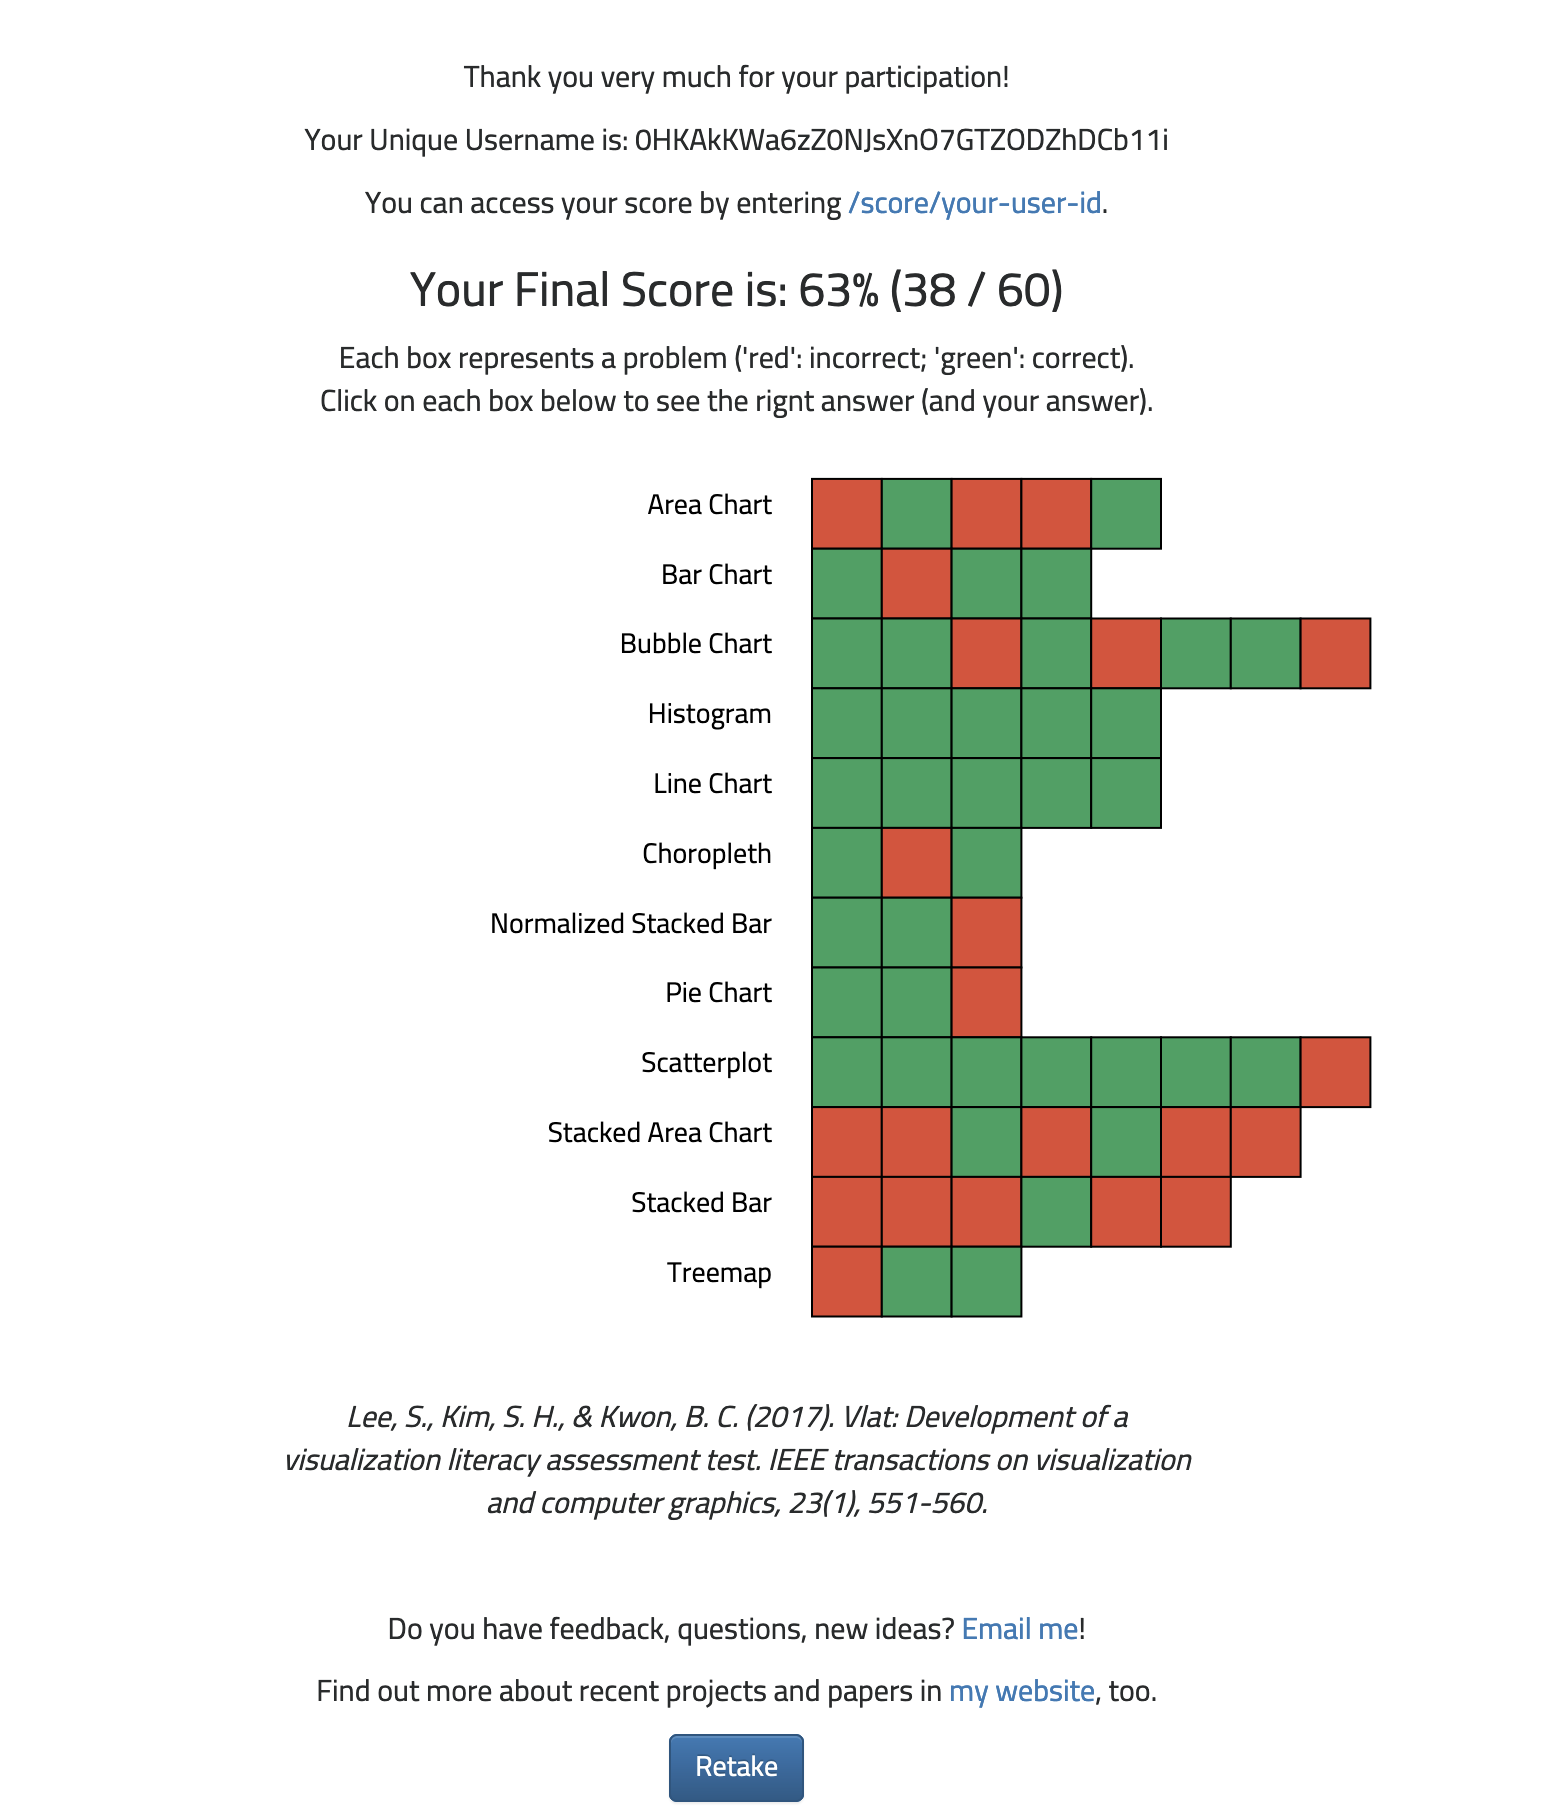 Thank you very much for your participation!
Your Unique Username is: 0HKAkKWa6zZ0NJsXnO7GTZODZhDCb11i
You can access your score by entering /score/your-user-id.
Your Final Score is: 63% (38 / 60)
Each box represents a problem ('red': incorrect; 'green': correct).
Click on each box below to see the rignt answer (and your answer).
Area Chart
Bar Chart
Bubble Chart
Histogram
Line Chart
Choropleth
Normalized Stacked Bar
Pie Chart
Scatterplot
Stacked Area Chart
Stacked Bar
Treemap
Lee, S., Kim, S. H., & Kwon, B. C. (2017). Vlat: Development of a
visualization literacy assessment test. IEEE transactions on visualization
and computer graphics, 23(1), 551-560.
Do you have feedback, questions, new ideas? Email me!
Find out more about recent projects and papers in my website, too.
Retake